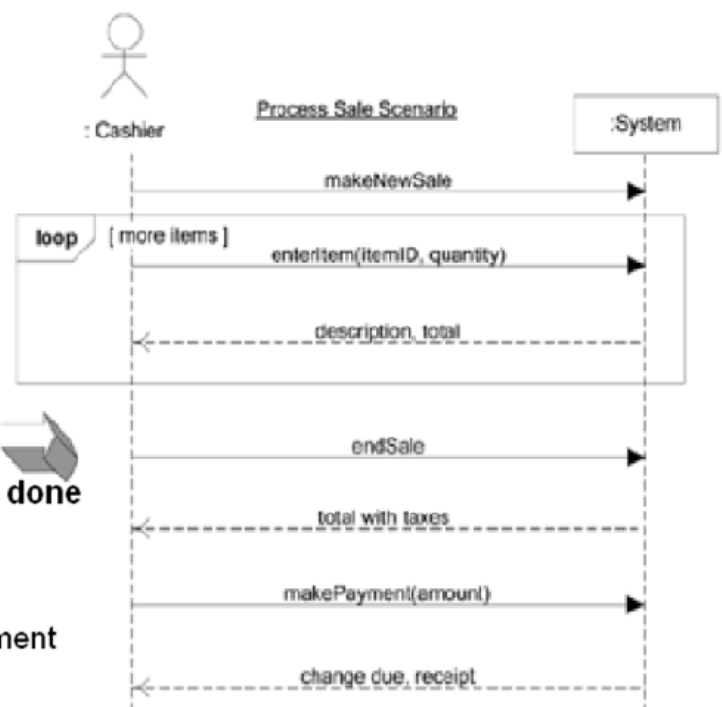 Process Sale Scenario
: Cashier
:System
makeNewSale
loop
[ more items ]
enterItem(itemID, quantity)
description, total
endSale
done
total with taxes
makePayment(amount)
ment
change due, receipt